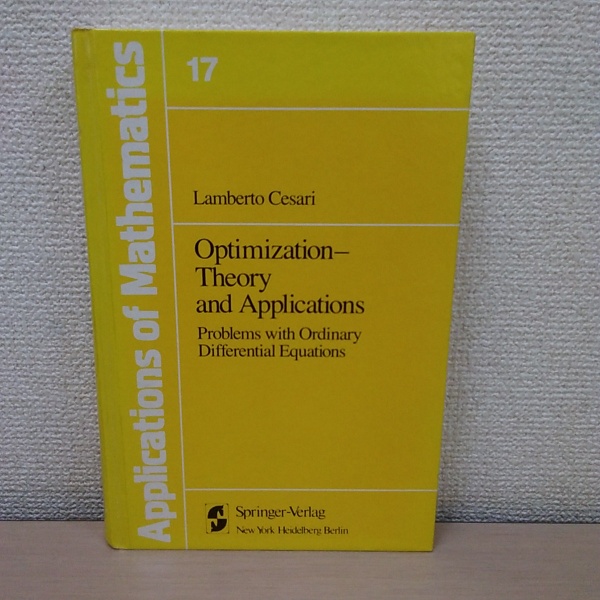 Applications of Mathematics
17
Lamberto Cesari
Optimization—
Theory
and Applications
Problems with Ordinary
Differential Equations
Springer-Verlag
New York Heidelberg Berlin